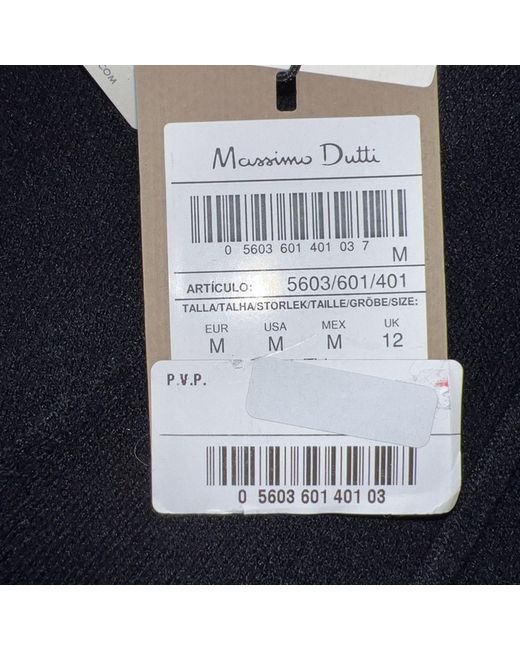 .COM
Massimo Dutti
0 5603 601 401 03 7
M
ARTÍCULO: 5603/601/401
TALLA/TALHA/STORLEK/TAILLE/GRÖBE/SIZE:
EUR USA MEX UK
M M M 12
P.V.P.
0 5603 601 401 03